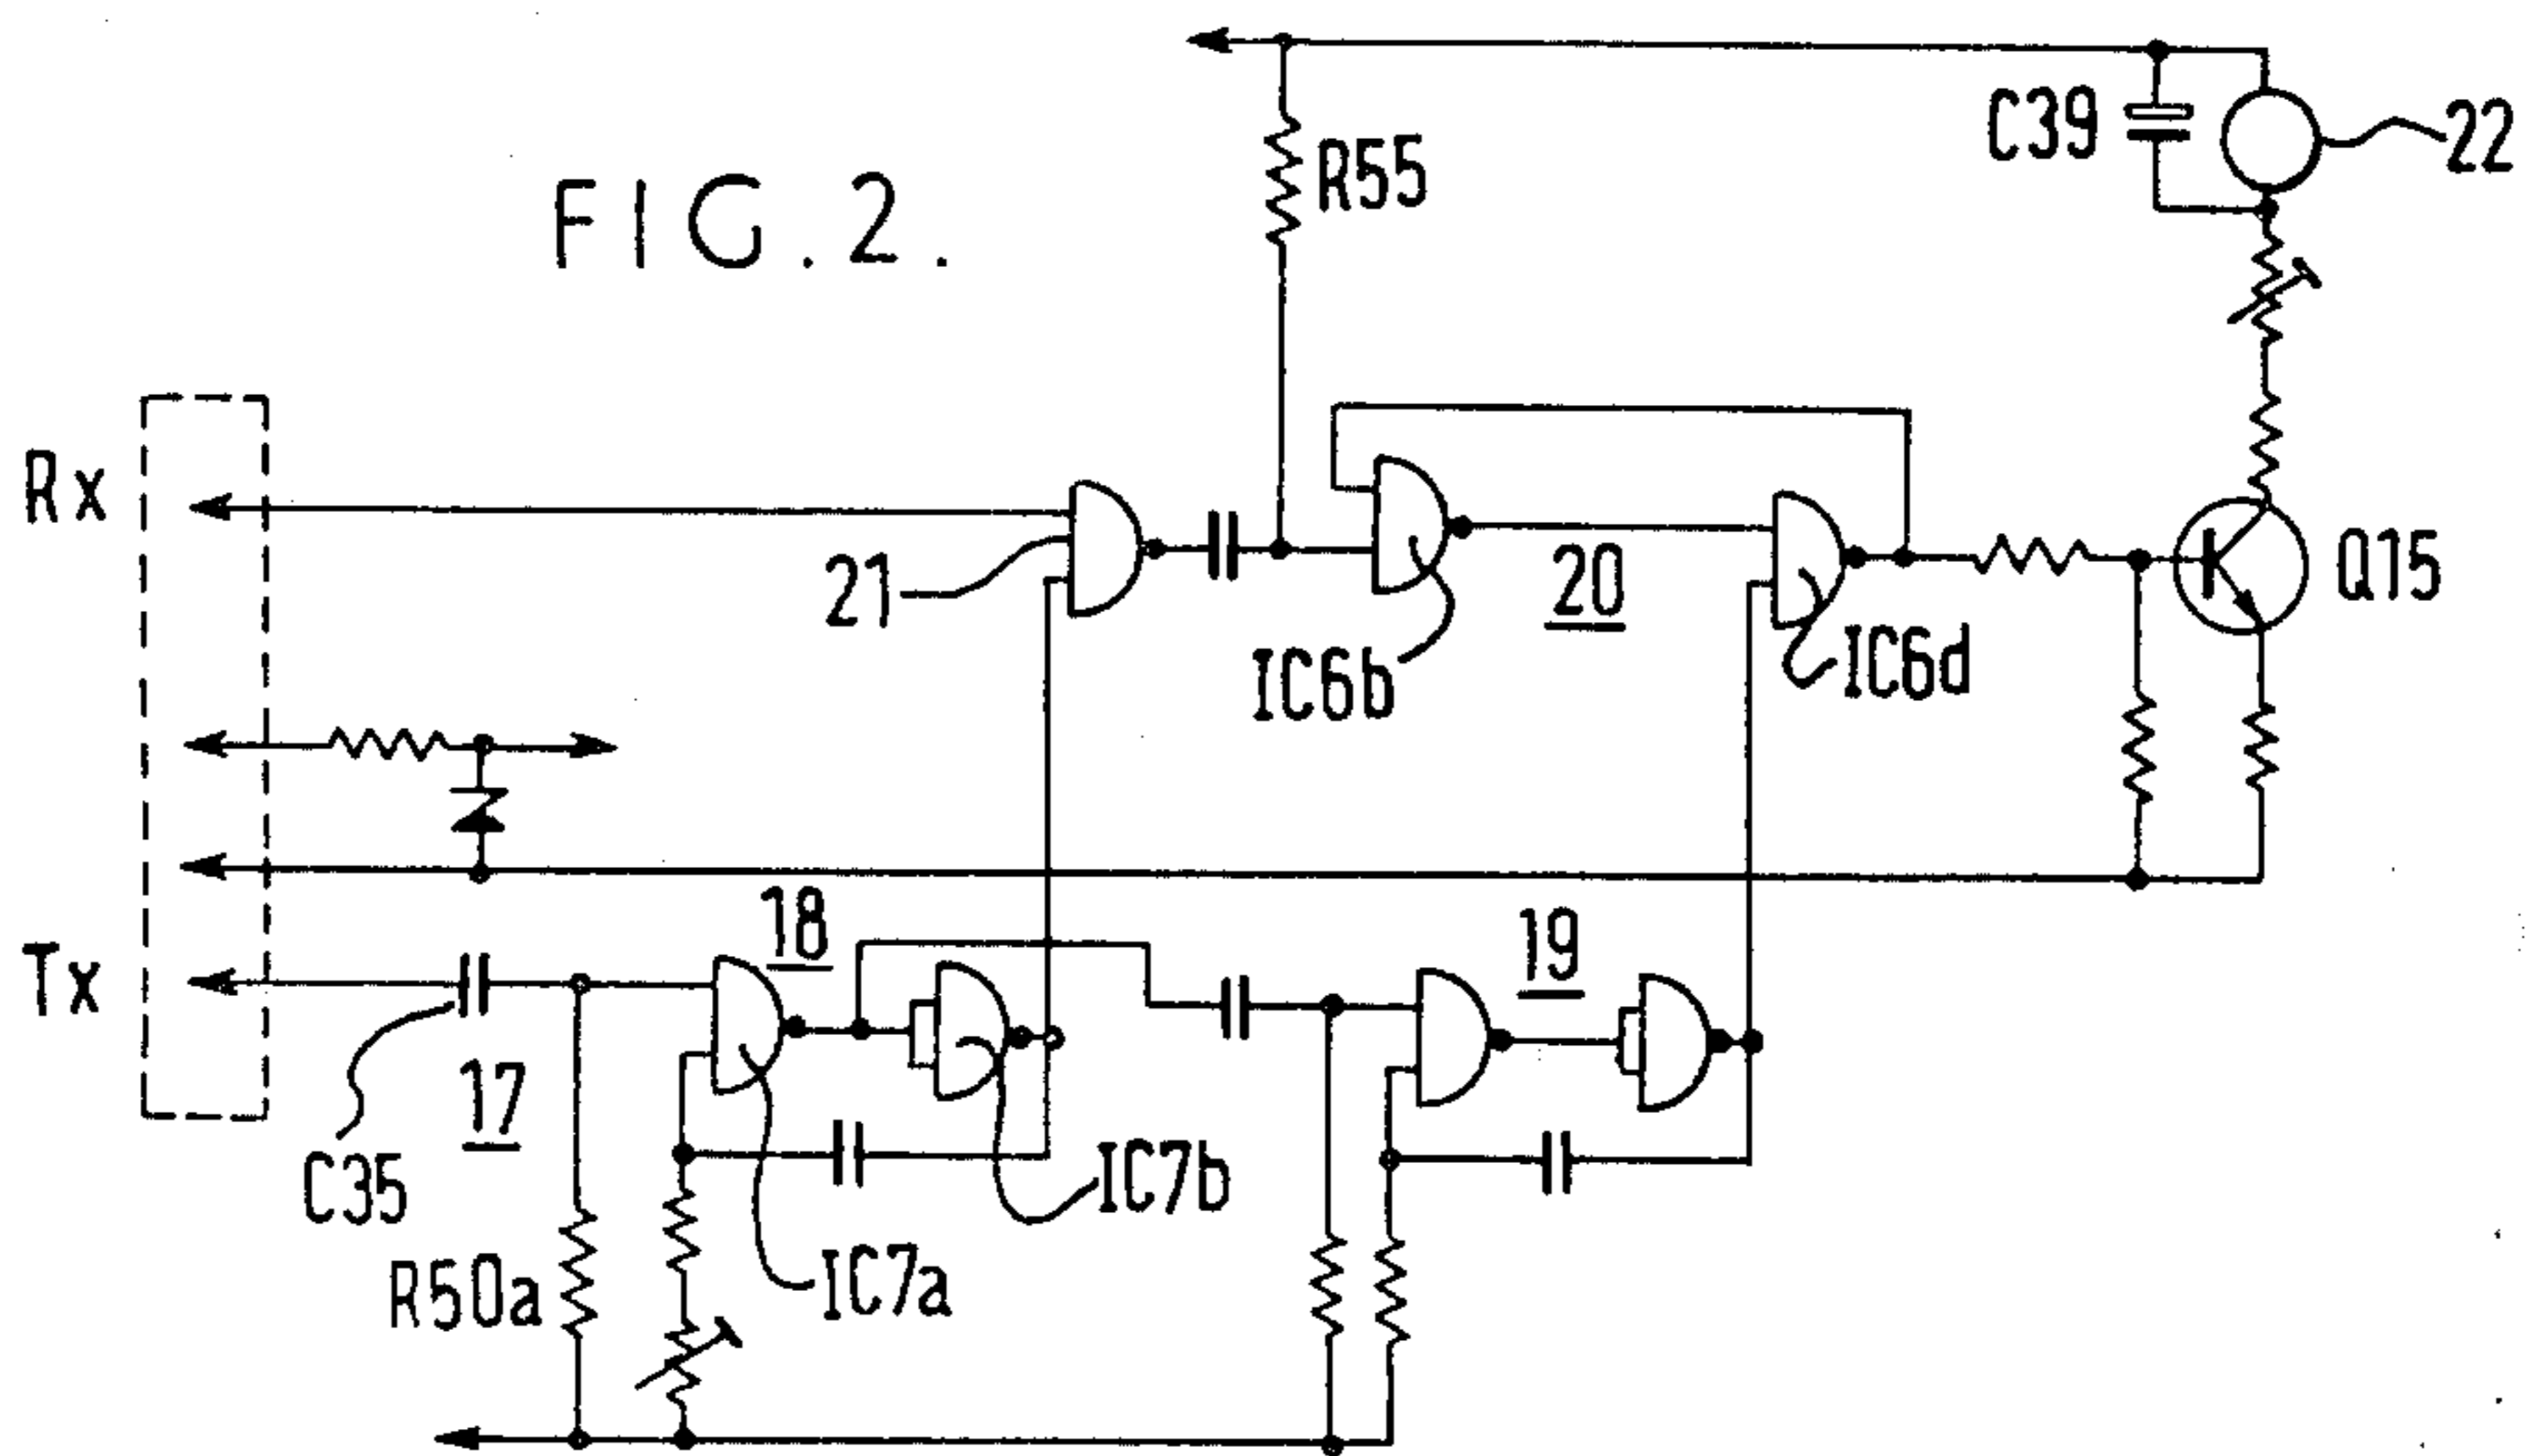 FIG. 2.
C39
22
R55
Rx
21
20
Q15
IC6b
IC6d
18
19
Tx
17
C35
IC7b
R50a
IC7a